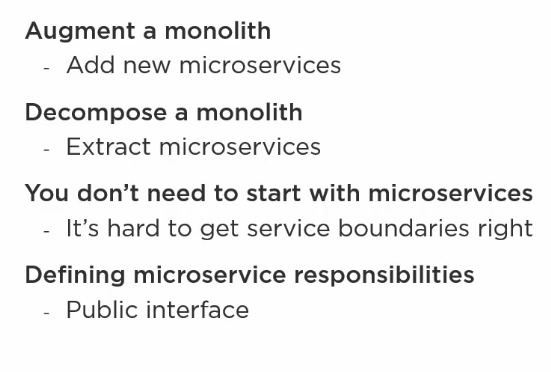 Augment a monolith
- Add new microservices
Decompose a monolith
- Extract microservices
You don’t need to start with microservices
- It’s hard to get service boundaries right
Defining microservice responsibilities
- Public interface